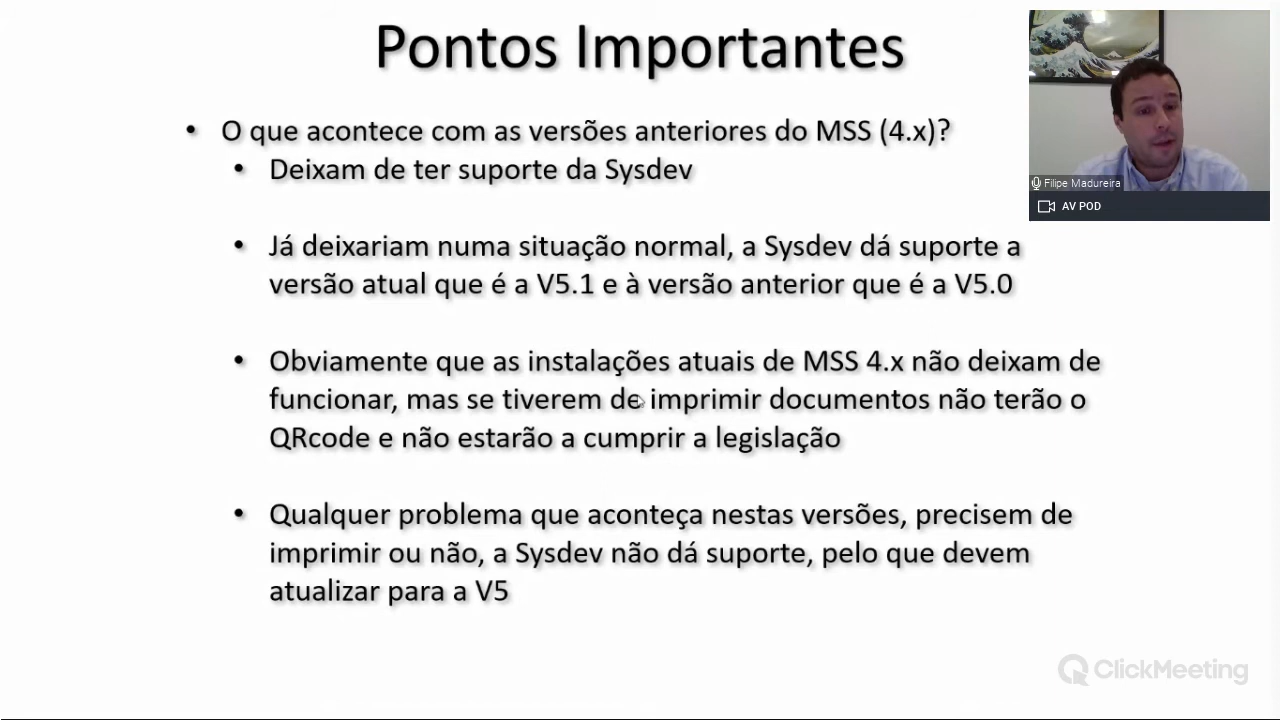 Pontos Importantes
• O que acontece com as versões anteriores do MSS (4.x)?
• Deixam de ter suporte da Sysdev
• Já deixariam numa situação normal, a Sysdev dá suporte a
versão atual que é a V5.1 e à versão anterior que é a V5.0
• Obviamente que as instalações atuais de MSS 4.x não deixam de
funcionar, mas se tiverem de imprimir documentos não terão o
QRcode e não estarão a cumprir a legislação
• Qualquer problema que aconteça nestas versões, precisem de
imprimir ou não, a Sysdev não dá suporte, pelo que devem
atualizar para a V5
Filipe Madureira
AV POD
ClickMeeting